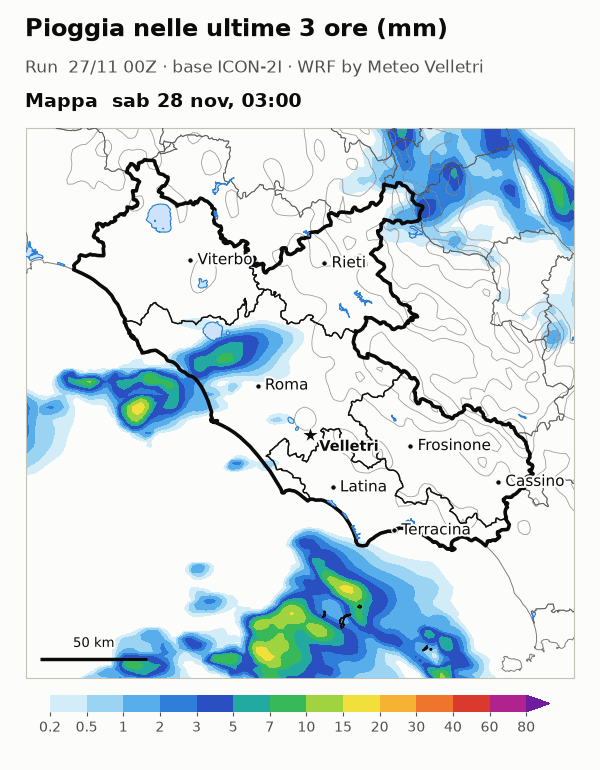 Pioggia nelle ultime 3 ore (mm)
Run  27/11 00Z · base ICON-2I · WRF by Meteo Velletri
Mappa  sab 28 nov, 03:00
Viterbo
Rieti
Roma
Velletri
Frosinone
Latina
Cassino
Terracina
50 km
0.2 0.5 1 2 3 5 7 10 15 20 30 40 60 80